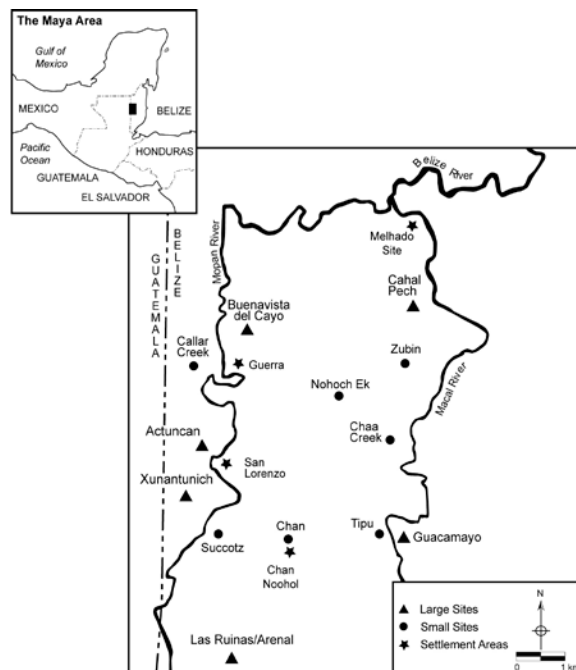 The Maya Area
Gulf of
Mexico
MEXICO
BELIZE
Pacific
Ocean
HONDURAS
GUATEMALA
EL SALVADOR
Belize River
Melhado
Site
Mopan River
BELIZE
GUATEMALA
Cahal
Pech
Buenavista
del Cayo
Callar
Creek
Guerra
Zubin
Nohoch Ek
Macal River
Chaa
Creek
Actuncan
San
Lorenzo
Xunantunich
Succotz
Chan
Tipu
Guacamayo
Chan
Noohol
Las Ruinas/Arenal
Large Sites
Small Sites
Settlement Areas
N
0 1 km